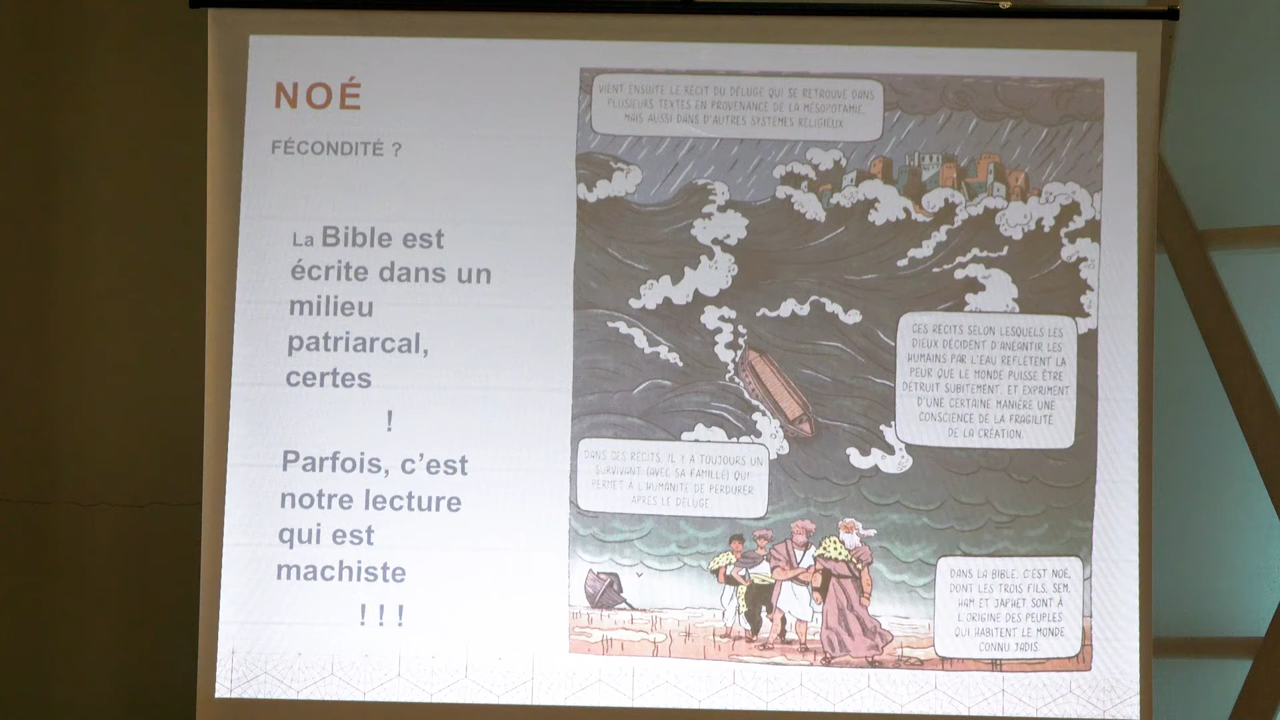 NOÉ
FÉCONDITÉ ?
La Bible est
écrite dans un
milieu
patriarcal,
certes
!
Parfois, c’est
notre lecture
qui est
machiste
! ! !
VIENT ENSUITE LE RÉCIT DU DÉLUGE QUI SE RETROUVE DANS
PLUSIEURS TEXTES EN PROVENANCE DE LA MÉSOPOTAMIE,
MAIS AUSSI DANS D'AUTRES SYSTÈMES RELIGIEUX.
CES RÉCITS SELON LESQUELS LES
DIEUX DÉCIDENT D'ANÉANTIR LES
HUMAINS PAR L'EAU REFLÈTENT LA
PEUR QUE LE MONDE PUISSE ÊTRE
DÉTRUIT SUBITEMENT, ET EXPRIMENT
D'UNE CERTAINE MANIÈRE UNE
CONSCIENCE DE LA FRAGILITÉ
DE LA CRÉATION.
DANS CES RÉCITS, IL Y A TOUJOURS UN
SURVIVANT (AVEC SA FAMILLE) QUI
PERMET À L'HUMANITÉ DE PERDURER
APRÈS LE DÉLUGE.
DANS LA BIBLE, C'EST NOÉ,
DONT LES TROIS FILS, SEM,
HAM ET JAPHET SONT À
L'ORIGINE DES PEUPLES
QUI HABITENT LE MONDE
CONNU JADIS.